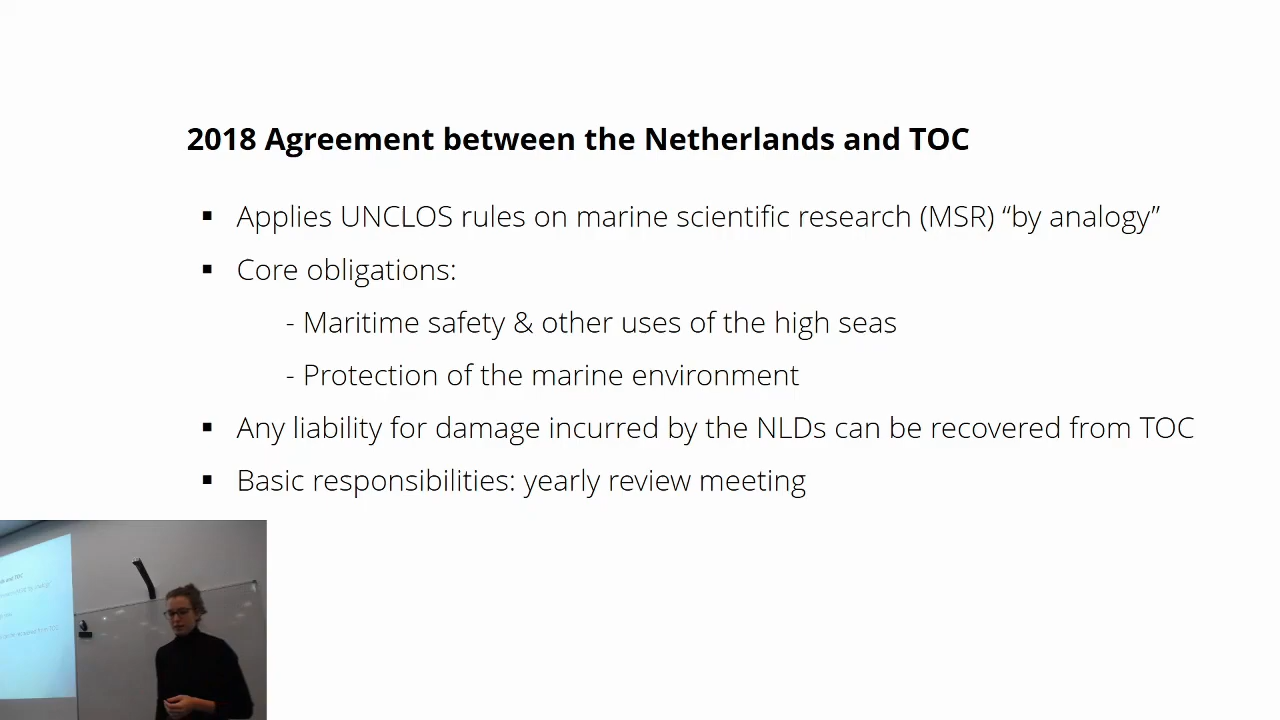 2018 Agreement between the Netherlands and TOC
▪ Applies UNCLOS rules on marine scientific research (MSR) “by analogy”
▪ Core obligations:
- Maritime safety & other uses of the high seas
- Protection of the marine environment
▪ Any liability for damage incurred by the NLDs can be recovered from TOC
▪ Basic responsibilities: yearly review meeting